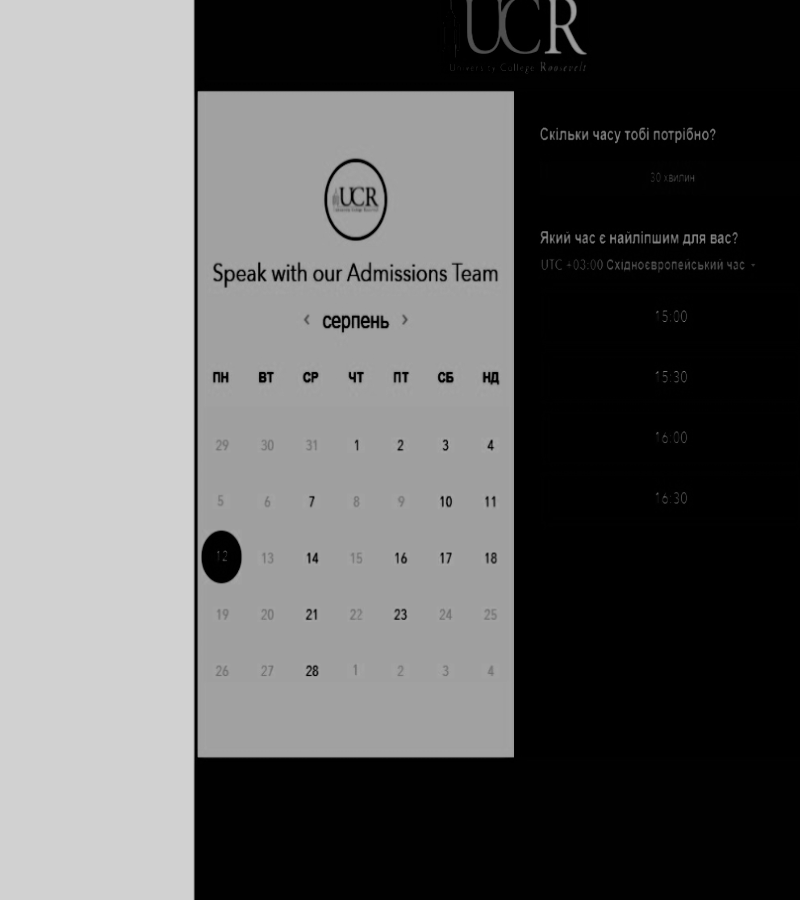 UCR
University College Roosevelt
UCR
Speak with our Admissions Team
‹ серпень ›
ПН ВТ СР ЧТ ПТ СБ НД
29 30 31 1 2 3 4
5 6 7 8 9 10 11
12 13 14 15 16 17 18
19 20 21 22 23 24 25
26 27 28 1 2 3 4
Скільки часу тобі потрібно?
30 хвилин
Який час є найліпшим для вас?
UTC +03:00 Східноєвропейський час
15:00
15:30
16:00
16:30